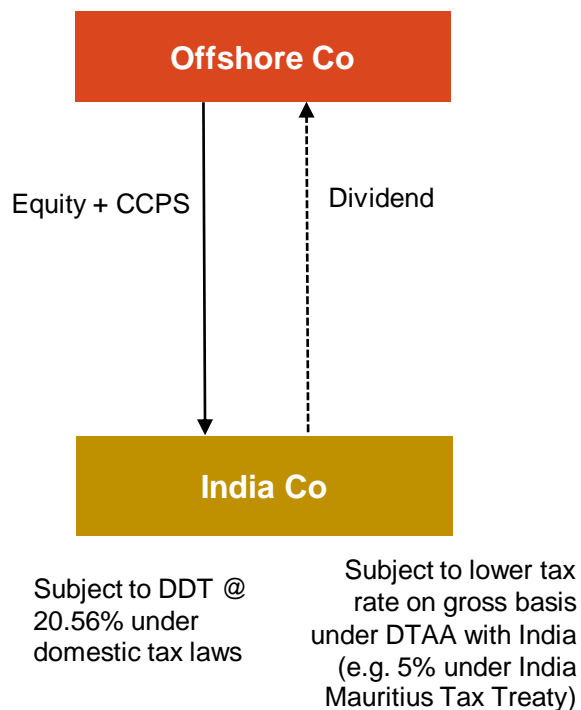 Offshore Co
Equity + CCPS
Dividend
India Co
Subject to DDT @
20.56% under
domestic tax laws
Subject to lower tax
rate on gross basis
under DTAA with India
(e.g. 5% under India
Mauritius Tax Treaty)